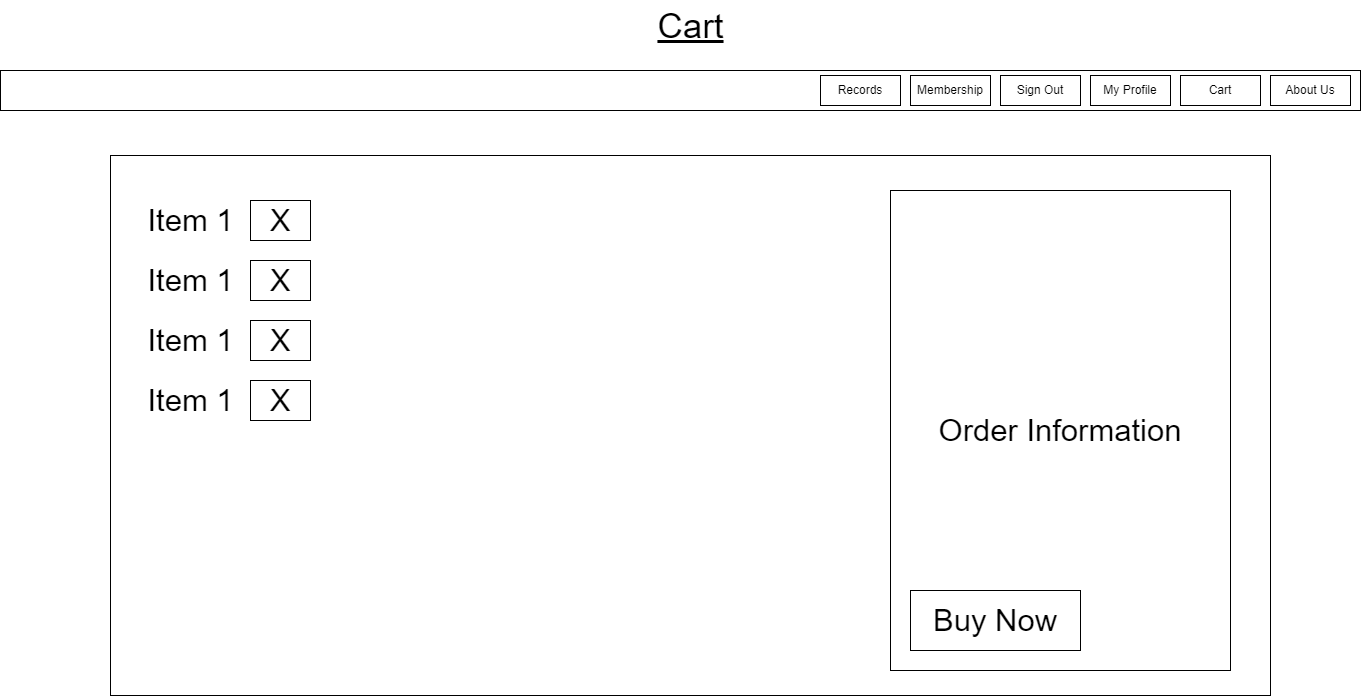 Cart
Records Membership Sign Out My Profile Cart About Us
Item 1 X
Item 1 X
Item 1 X
Item 1 X
Order Information
Buy Now